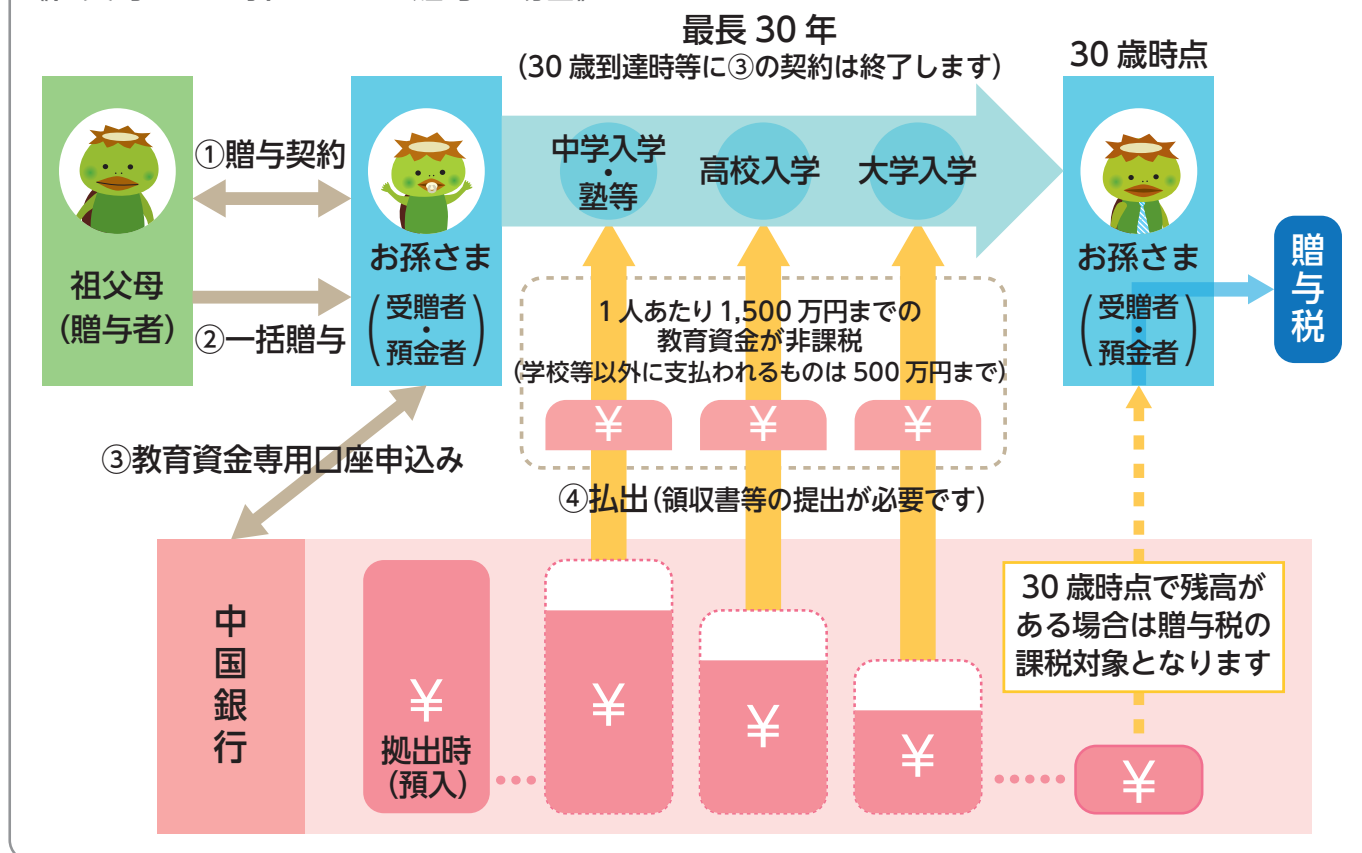 最長 30 年
(30 歳到達時等に③の契約は終了します)
30 歳時点
①贈与契約
中学入学
・
塾等
高校入学
大学入学
祖父母
(贈与者)
②一括贈与
お孫さま
(受贈者
・
預金者)
1 人あたり 1,500 万円までの
教育資金が非課税
(学校等以外に支払われるものは 500 万円まで)
¥
¥
¥
お孫さま
(受贈者
・
預金者)
贈与税
③教育資金専用口座申込み
④払出(領収書等の提出が必要です)
中国銀行
¥
拠出時
(預入)
¥
¥
¥
30 歳時点で残高が
ある場合は贈与税の
課税対象となります
¥